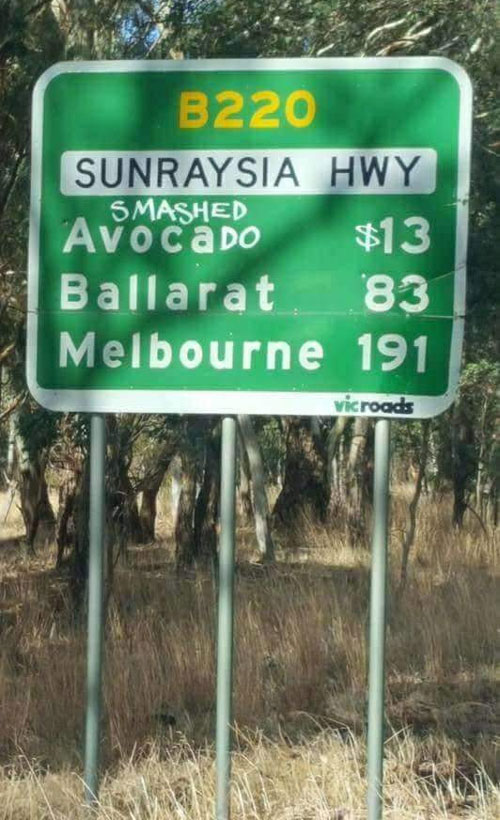 B220
SUNRAYSIA HWY
SMASHED
AvocaDO $13
Ballarat 83
Melbourne 191
vicroads